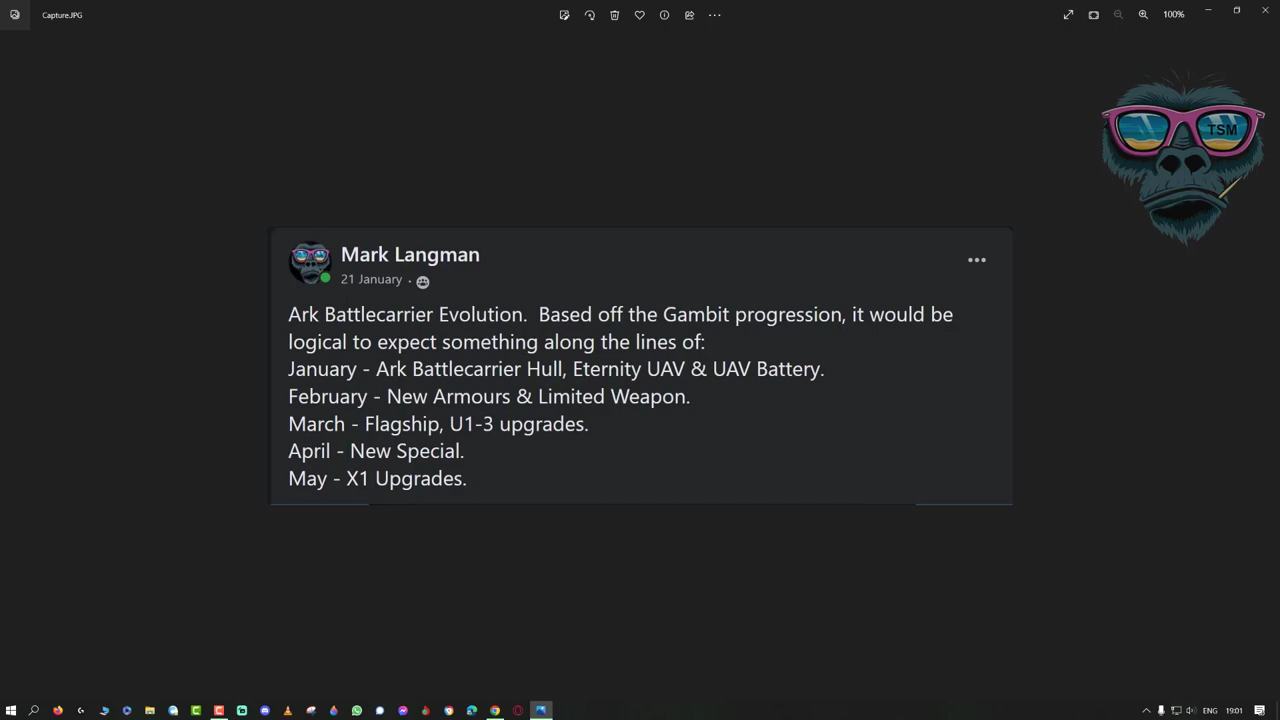 Capture.JPG
100%
TSM
Mark Langman
21 January ·
Ark Battlecarrier Evolution.  Based off the Gambit progression, it would be
logical to expect something along the lines of:
January - Ark Battlecarrier Hull, Eternity UAV & UAV Battery.
February - New Armours & Limited Weapon.
March - Flagship, U1-3 upgrades.
April - New Special.
May - X1 Upgrades.
ENG
19:01